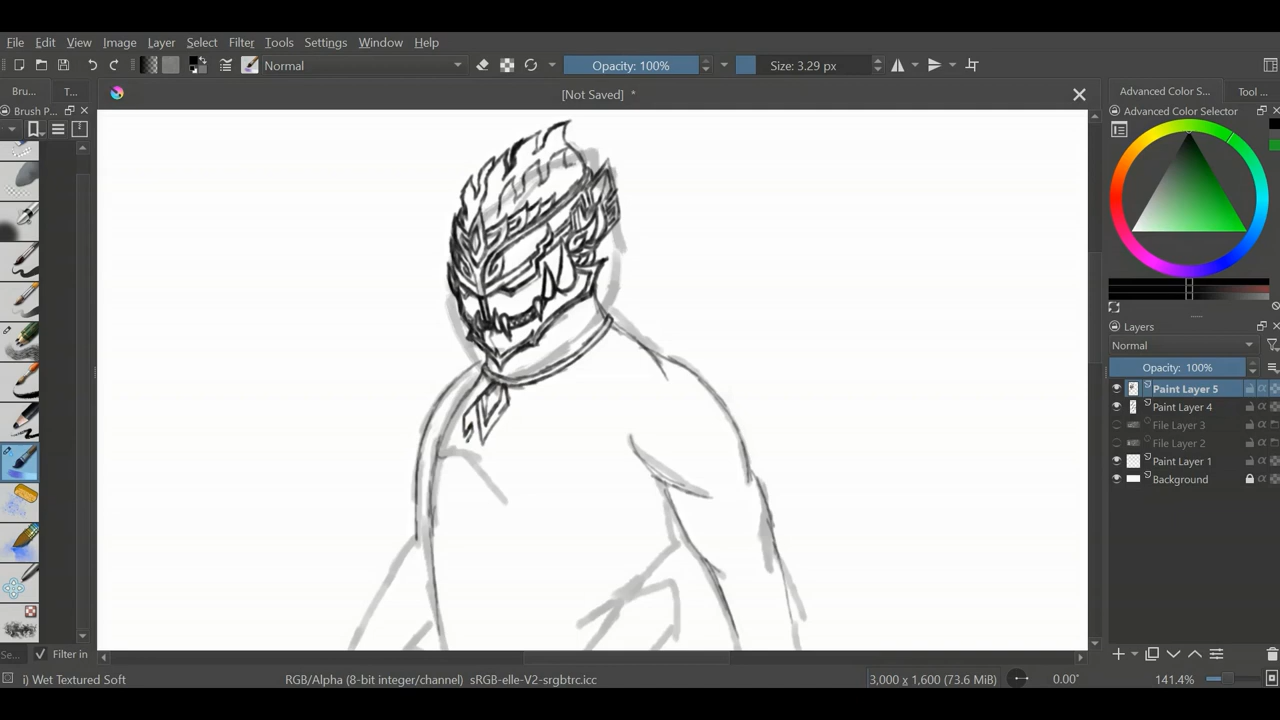 File Edit View Image Layer Select Filter Tools Settings Window Help
Normal Opacity: 100% Size: 3.29 px
Bru... T... [Not Saved] * Advanced Color S... Tool ...
Brush P... Advanced Color Selector
Layers
Normal
Opacity: 100%
Paint Layer 5
Paint Layer 4
File Layer 3
File Layer 2
Paint Layer 1
Background
Se... Filter in
i) Wet Textured Soft RGB/Alpha (8-bit integer/channel) sRGB-elle-V2-srgbtrc.icc 3,000 x 1,600 (73.6 MiB) 0.00° 141.4%